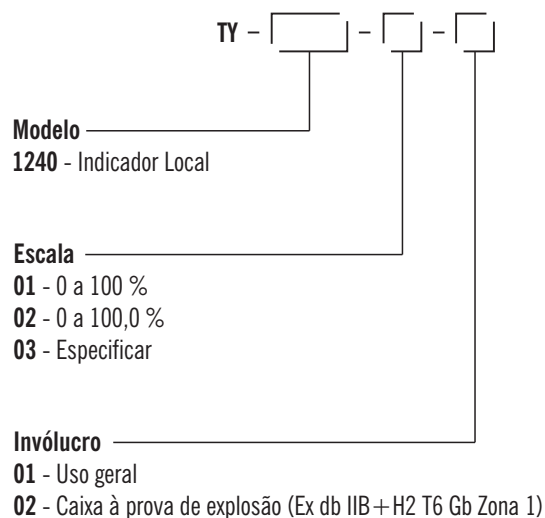 TY - - -
Modelo
1240 - Indicador Local
Escala
01 - 0 a 100 %
02 - 0 a 100,0 %
03 - Especificar
Invólucro
01 - Uso geral
02 - Caixa à prova de explosão (Ex db IIB+H2 T6 Gb Zona 1)